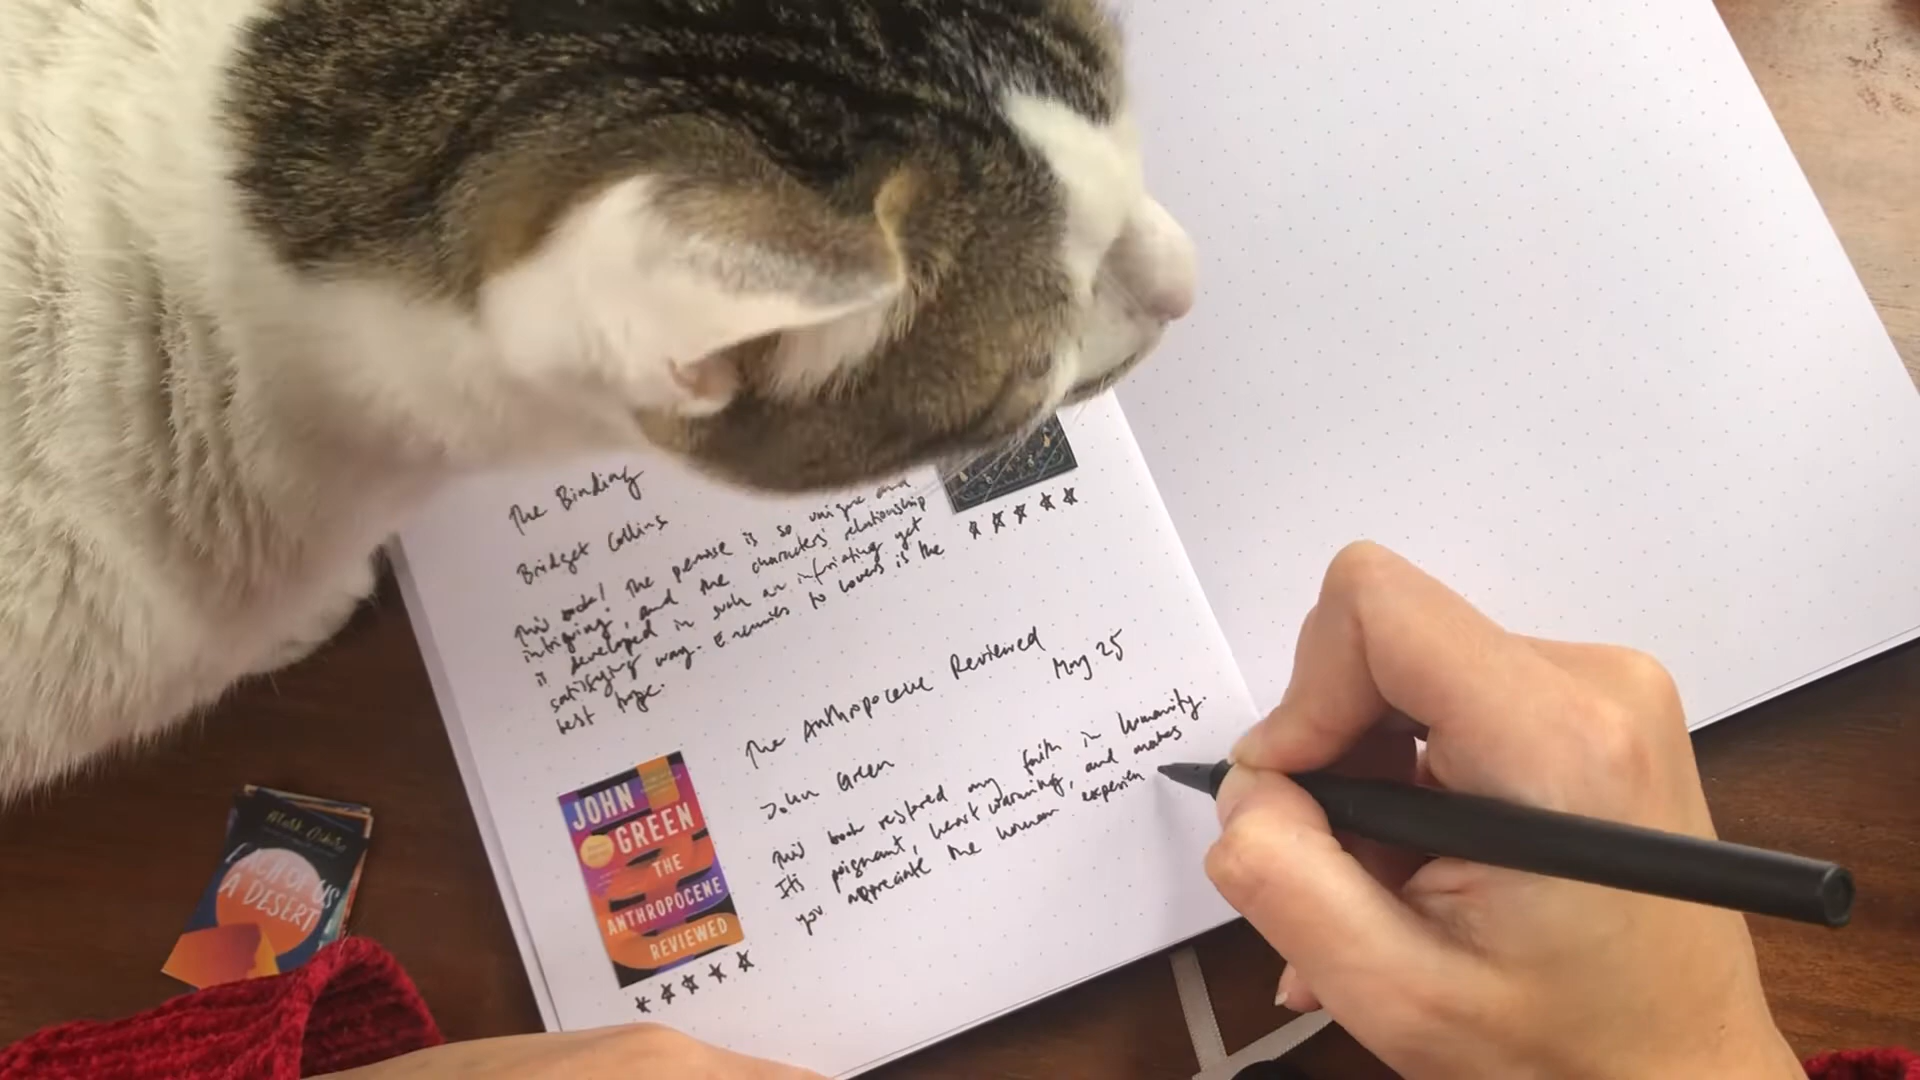 The Binding
Bridget Collins
This book! The premise is so unique and
intriguing, and the characters' relationship
is developed in such an infuriating yet
satisfying way. Enemies to lovers is the
best trope.
The Anthropocene Reviewed
May 25
John Green
This book restored my faith in humanity.
It's poignant, heart warming, and makes
you appreciate the human experien
JOHN
GREEN
THE
ANTHROPOCENE
REVIEWED
EACH OF US
A DESERT